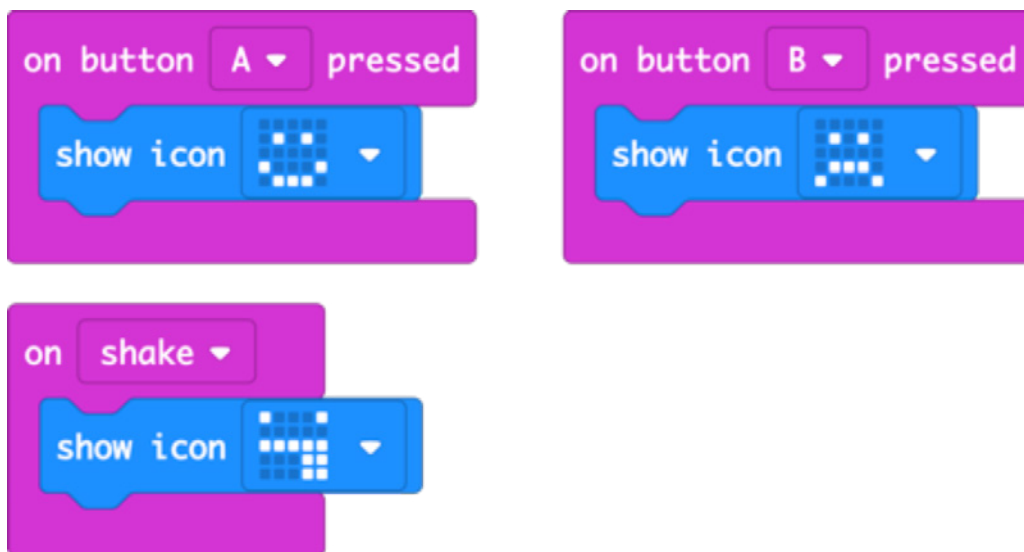 on button A pressed
show icon
on button B pressed
show icon
on shake
show icon